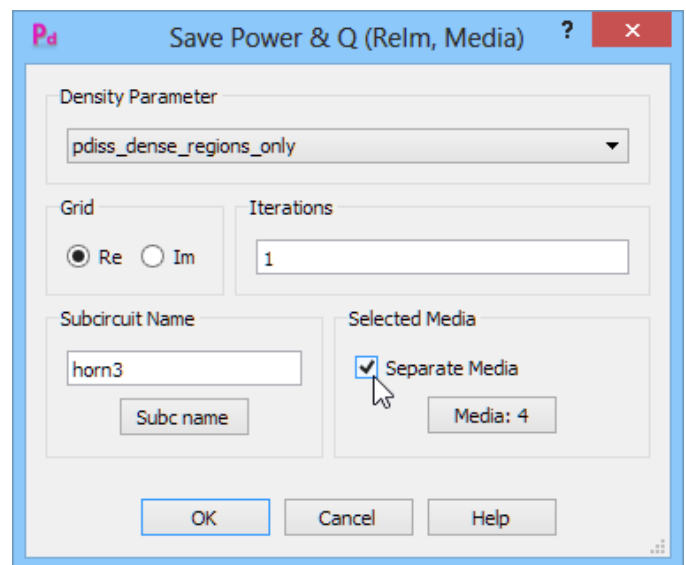 Pd Save Power & Q (ReIm, Media) ? ×
Density Parameter
pdiss_dense_regions_only
Grid Iterations
Re Im 1
Subcircuit Name Selected Media
horn3 Separate Media
Subc name Media: 4
OK Cancel Help